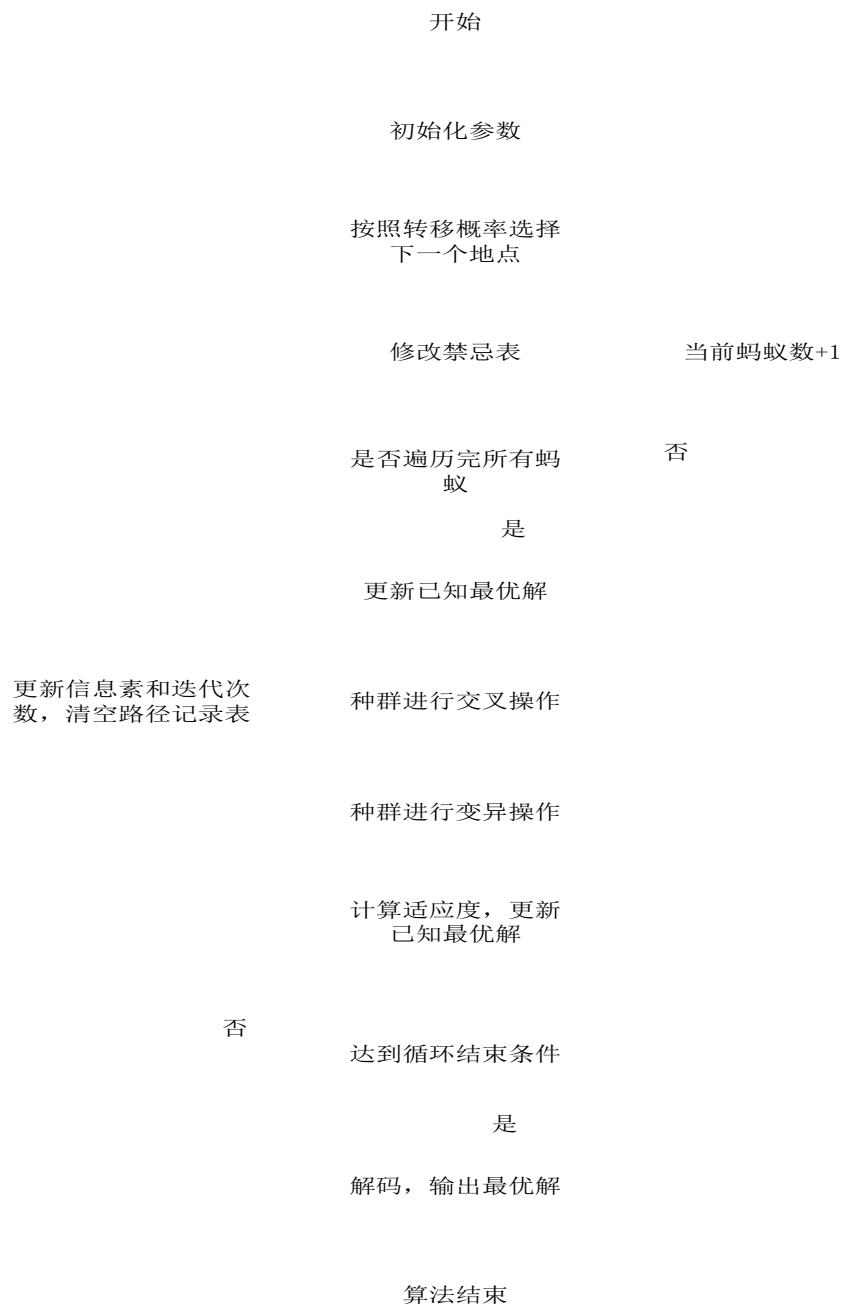 开始
初始化参数
按照转移概率选择
下一个地点
修改禁忌表
当前蚂蚁数+1
是否遍历完所有蚂
蚁
否
是
更新已知最优解
更新信息素和迭代次
数，清空路径记录表
种群进行交叉操作
种群进行变异操作
计算适应度，更新
已知最优解
否
达到循环结束条件
是
解码，输出最优解
算法结束